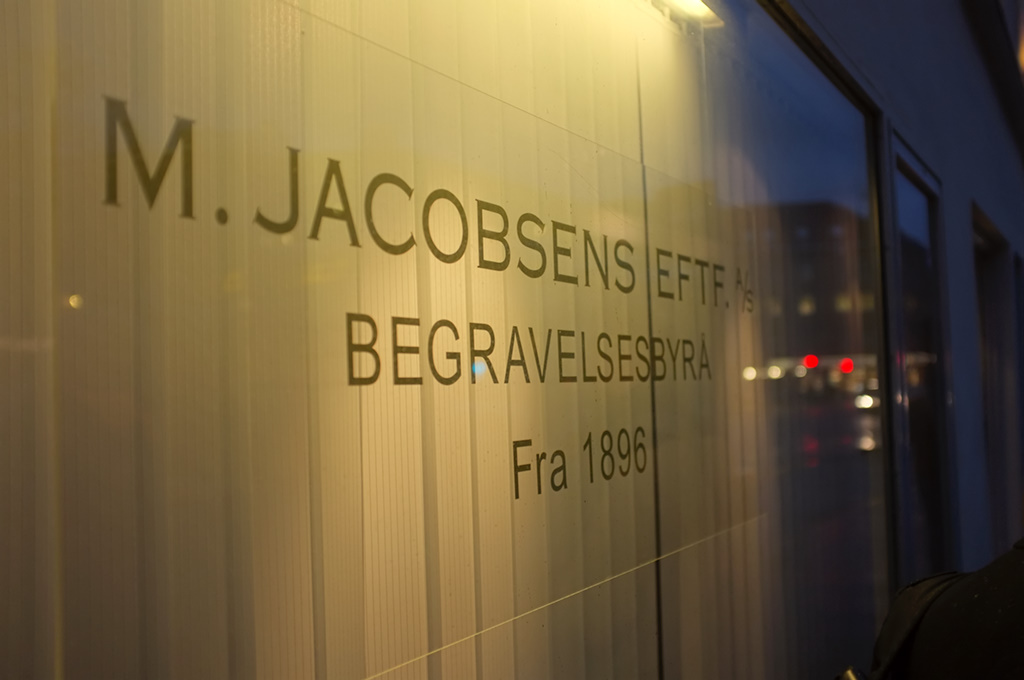 M. JACOBSENS EFTF. A/S
BEGRAVELSESBYRÅ
Fra 1896